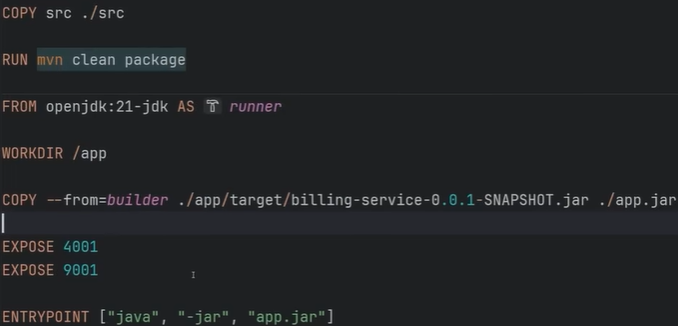 COPY src ./src
RUN mvn clean package
FROM openjdk:21-jdk AS runner
WORKDIR /app
COPY --from=builder ./app/target/billing-service-0.0.1-SNAPSHOT.jar ./app.jar
EXPOSE 4001
EXPOSE 9001
ENTRYPOINT ["java", "-jar", "app.jar"]